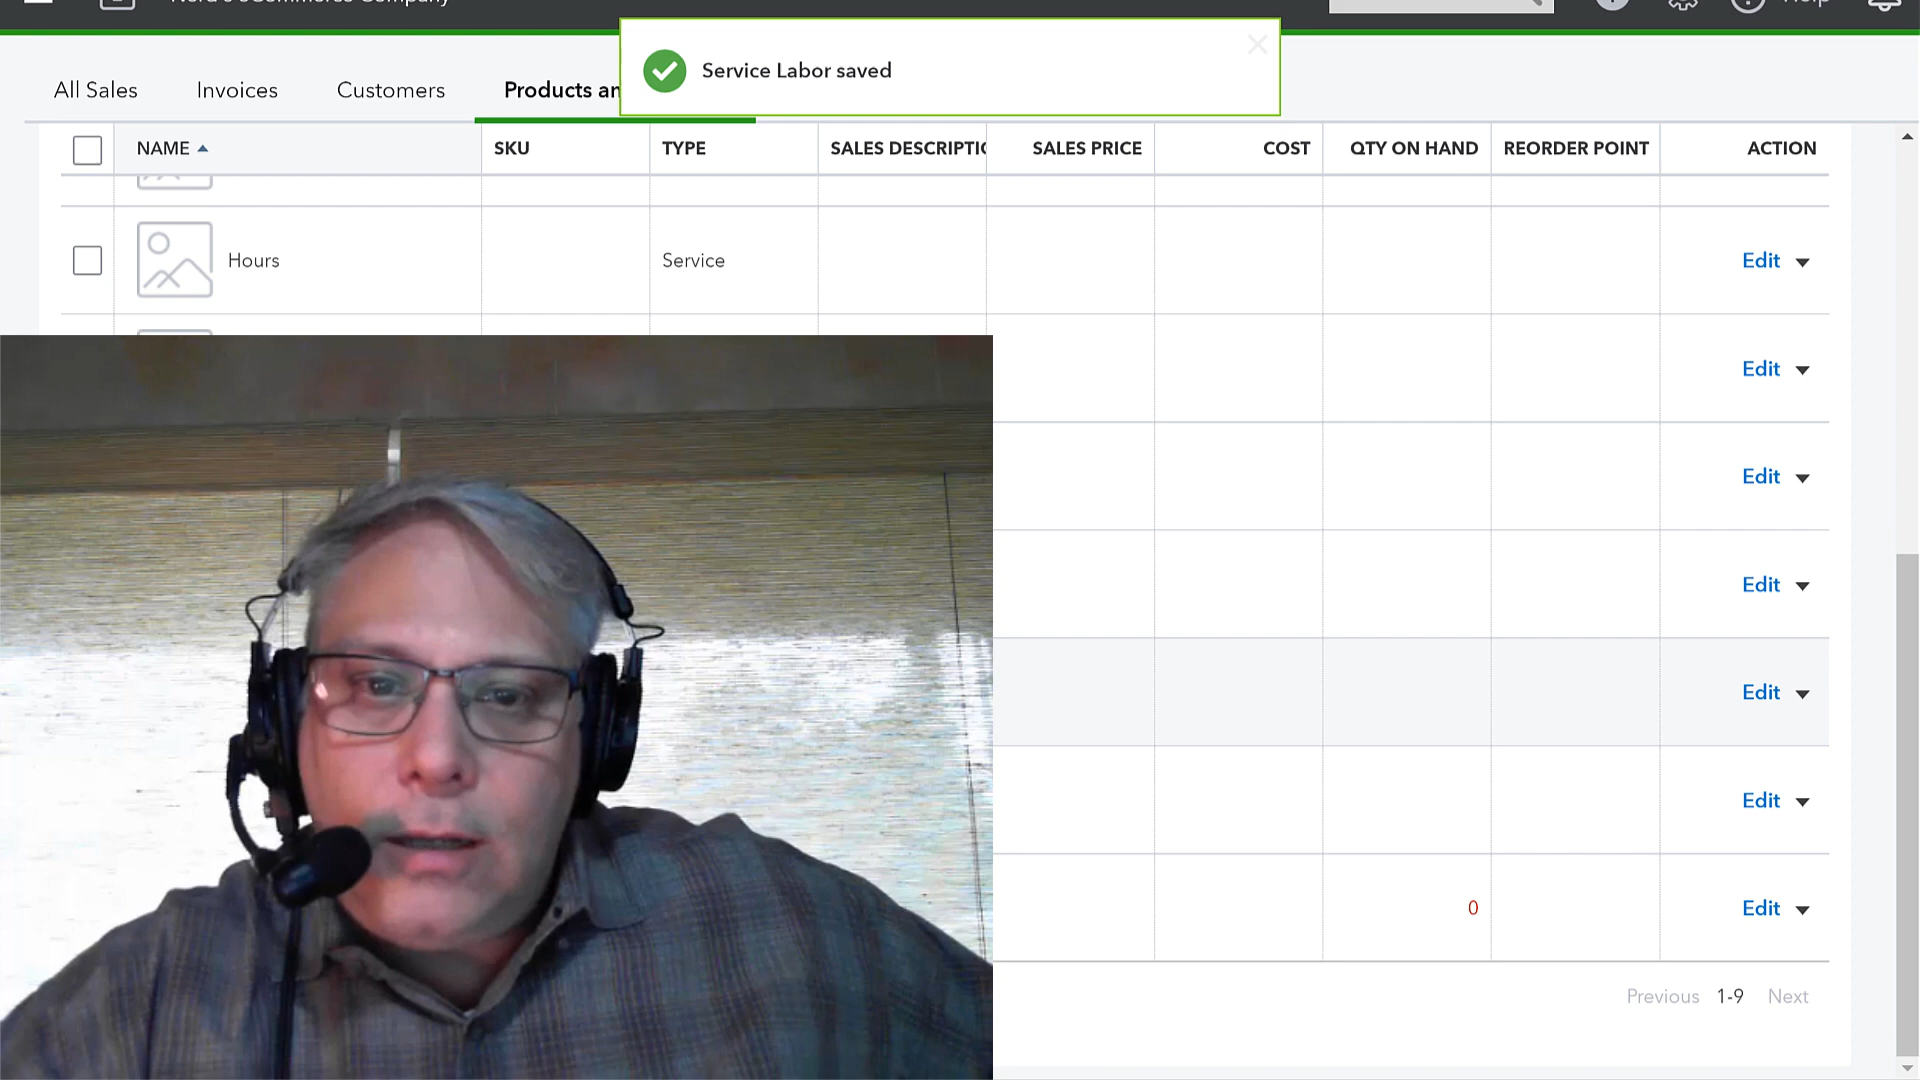 Service Labor saved
All Sales
Invoices
Customers
Products an
NAME
SKU
TYPE
SALES DESCRIPTIO
SALES PRICE
COST
QTY ON HAND
REORDER POINT
ACTION
Hours
Service
Edit
Edit
Edit
Edit
Edit
Edit
0
Edit
Previous
1-9
Next